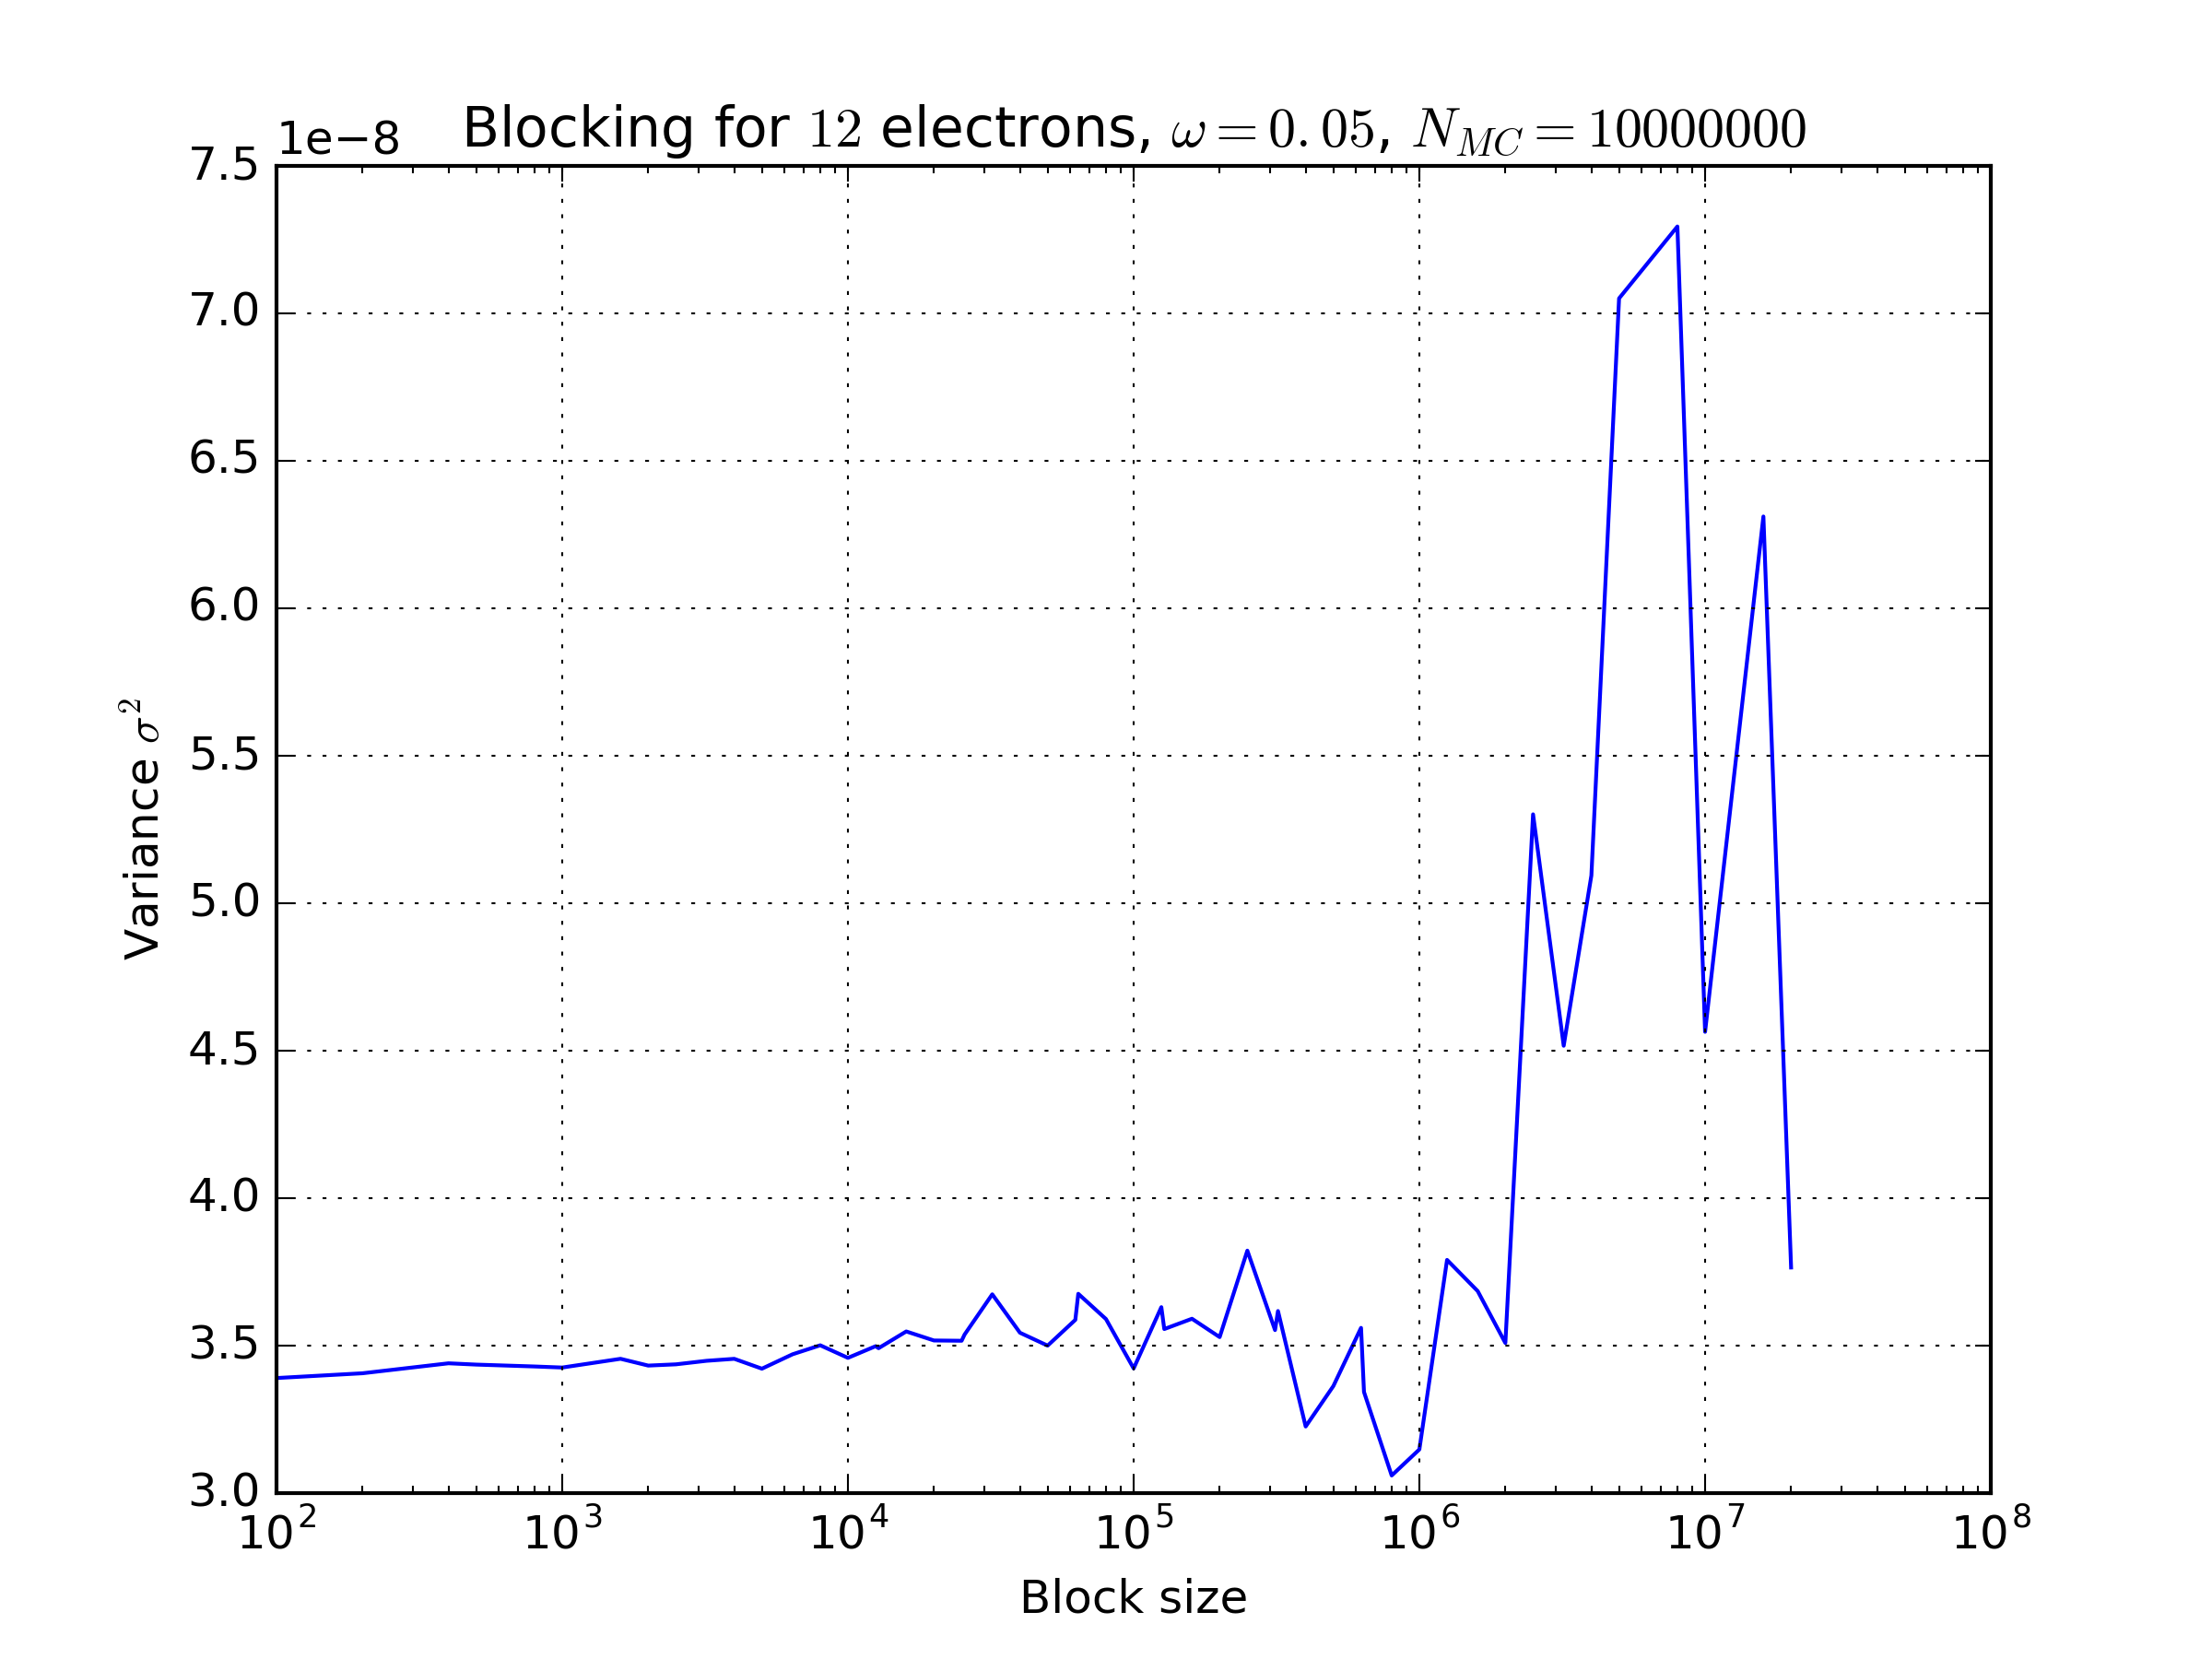 1e−8
Blocking for 12 electrons, ω=0.05, N_{MC}=10000000
7.5
7.0
6.5
6.0
5.5
5.0
4.5
4.0
3.5
3.0
Variance σ²
10² 10³ 10⁴ 10⁵ 10⁶ 10⁷ 10⁸
Block size